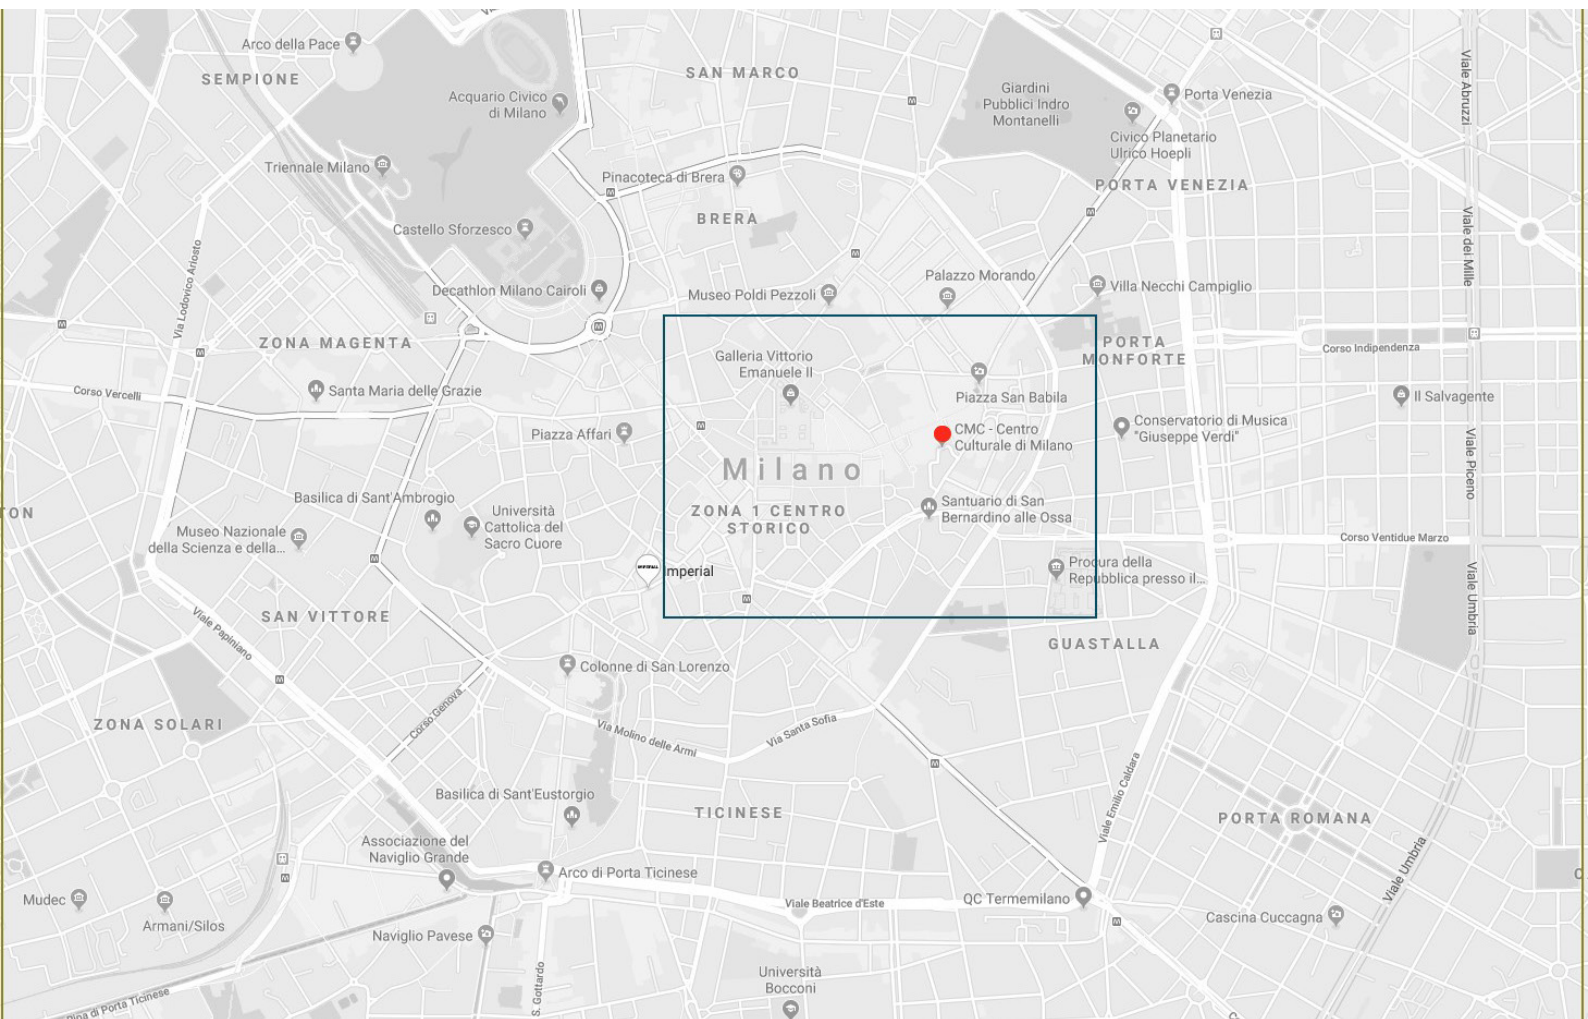 Arco della Pace
SEMPIONE
Acquario Civico
di Milano
SAN MARCO
Giardini
Pubblici Indro
Montanelli
Porta Venezia
Civico Planetario
Ulrico Hoepli
Viale Abruzzi
Triennale Milano
Pinacoteca di Brera
PORTA VENEZIA
BRERA
Castello Sforzesco
Viale dei Mille
Via Lodovico Ariosto
Decathlon Milano Cairoli
Museo Poldi Pezzoli
Palazzo Morando
Villa Necchi Campiglio
ZONA MAGENTA
PORTA
MONFORTE
Corso Indipendenza
Galleria Vittorio
Emanuele II
Corso Vercelli
Santa Maria delle Grazie
Piazza San Babila
Il Salvagente
Piazza Affari
CMC - Centro
Culturale di Milano
Conservatorio di Musica
"Giuseppe Verdi"
Viale Piceno
Milano
Basilica di Sant'Ambrogio
Università
Cattolica del
Sacro Cuore
ZONA 1 CENTRO
STORICO
Santuario di San
Bernardino alle Ossa
TON
Museo Nazionale
della Scienza e della...
Corso Ventidue Marzo
Imperial
Procura della
Repubblica presso il...
Viale Umbria
SAN VITTORE
Viale Papiniano
GUASTALLA
Colonne di San Lorenzo
ZONA SOLARI
Corso Genova
Via Molino delle Armi
Via Santa Sofia
Viale Emilio Caldara
Basilica di Sant'Eustorgio
TICINESE
PORTA ROMANA
Associazione del
Naviglio Grande
Arco di Porta Ticinese
Viale Umbria
Mudec
Armani/Silos
Viale Beatrice d'Este
QC Termemilano
Cascina Cuccagna
Naviglio Pavese
Università
Bocconi
S. Gottardo
Ripa di Porta Ticinese